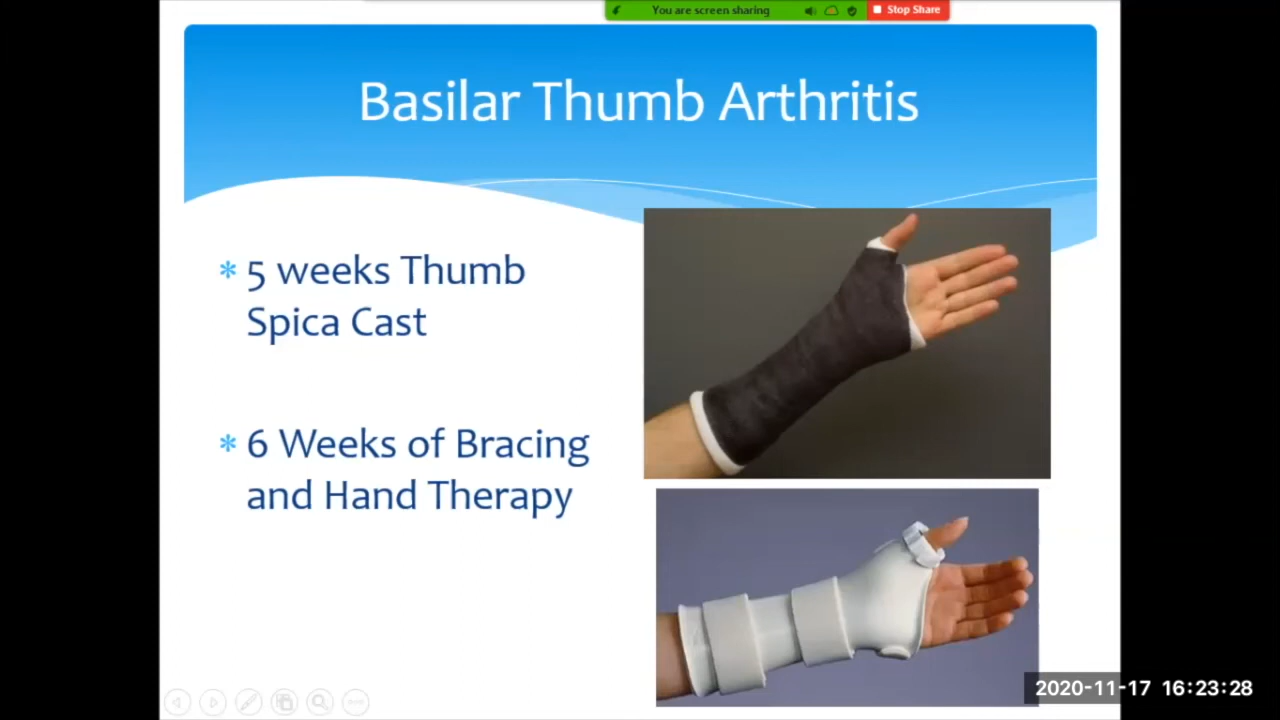 You are screen sharing
Stop Share
Basilar Thumb Arthritis
5 weeks Thumb
Spica Cast
6 Weeks of Bracing
and Hand Therapy
2020-11-17 16:23:28